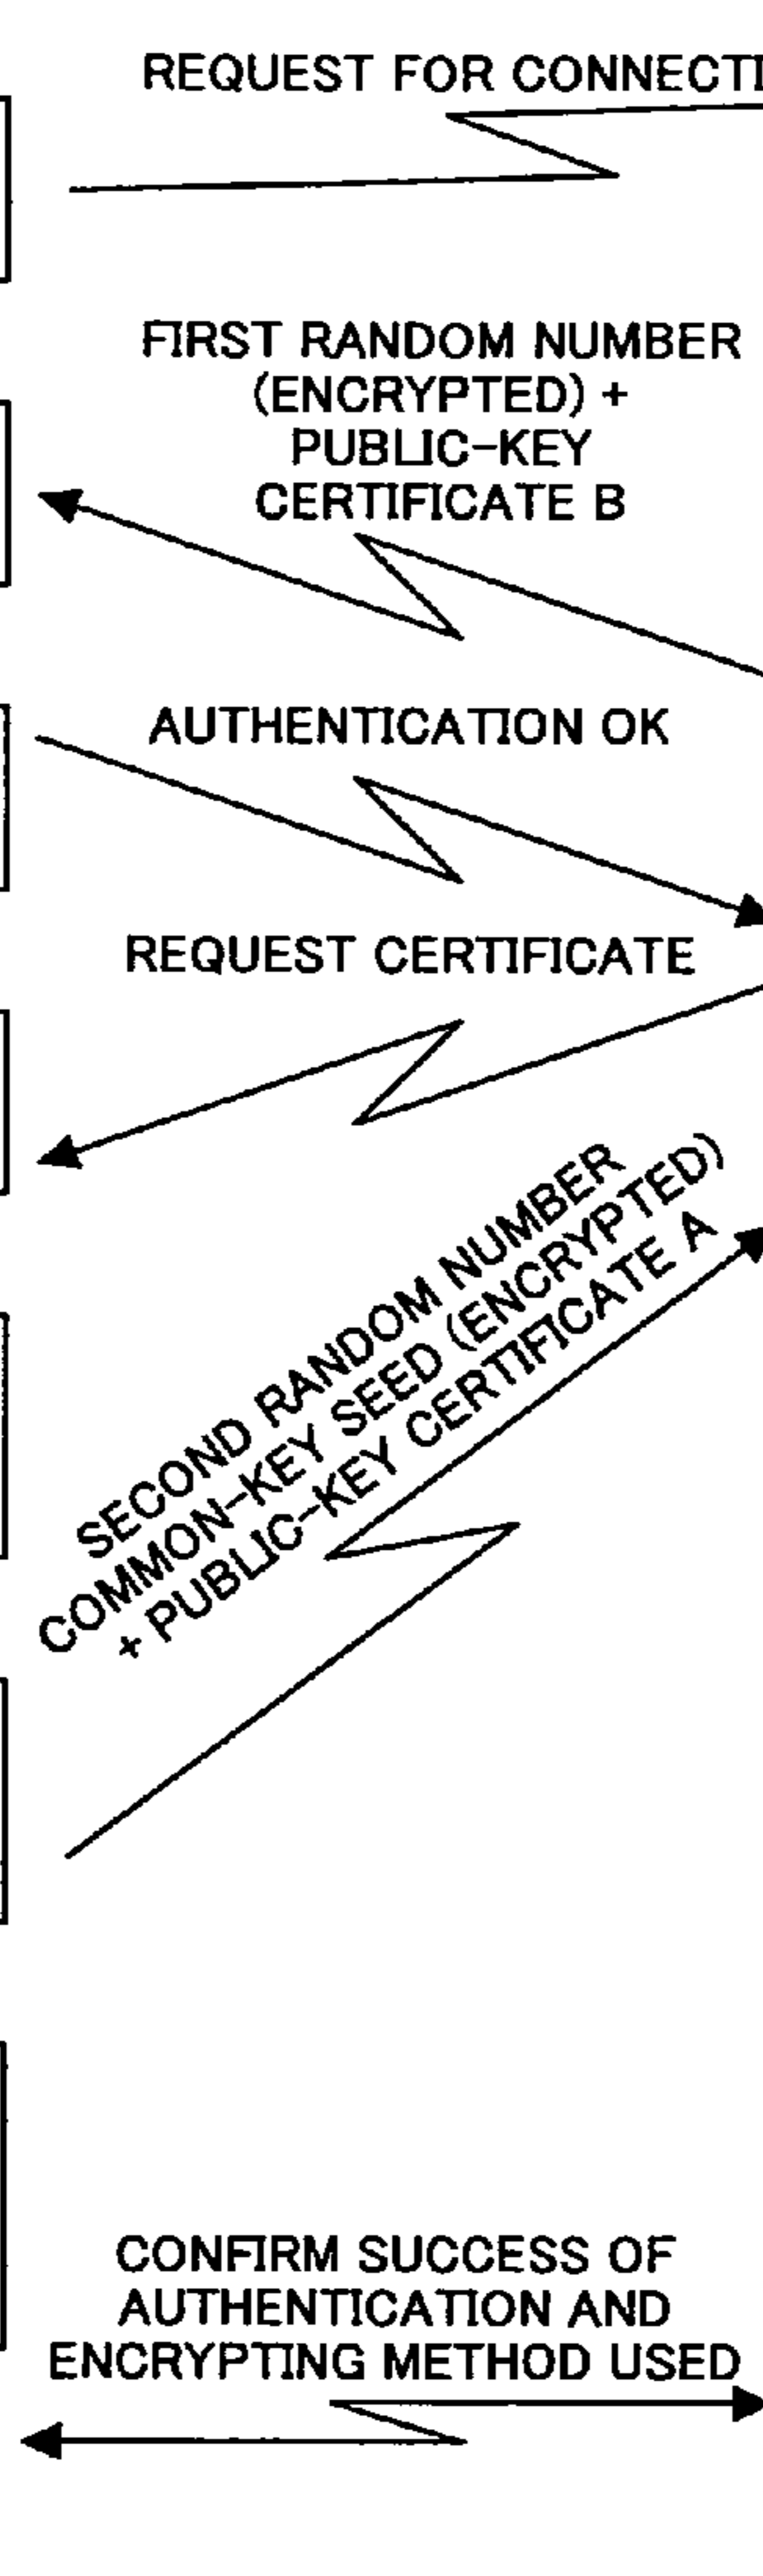 REQUEST FOR CONNECTI
FIRST RANDOM NUMBER
(ENCRYPTED) +
PUBLIC-KEY
CERTIFICATE B
AUTHENTICATION OK
REQUEST CERTIFICATE
SECOND RANDOM NUMBER
COMMON-KEY SEED (ENCRYPTED)
+ PUBLIC-KEY CERTIFICATE A
CONFIRM SUCCESS OF
AUTHENTICATION AND
ENCRYPTING METHOD USED